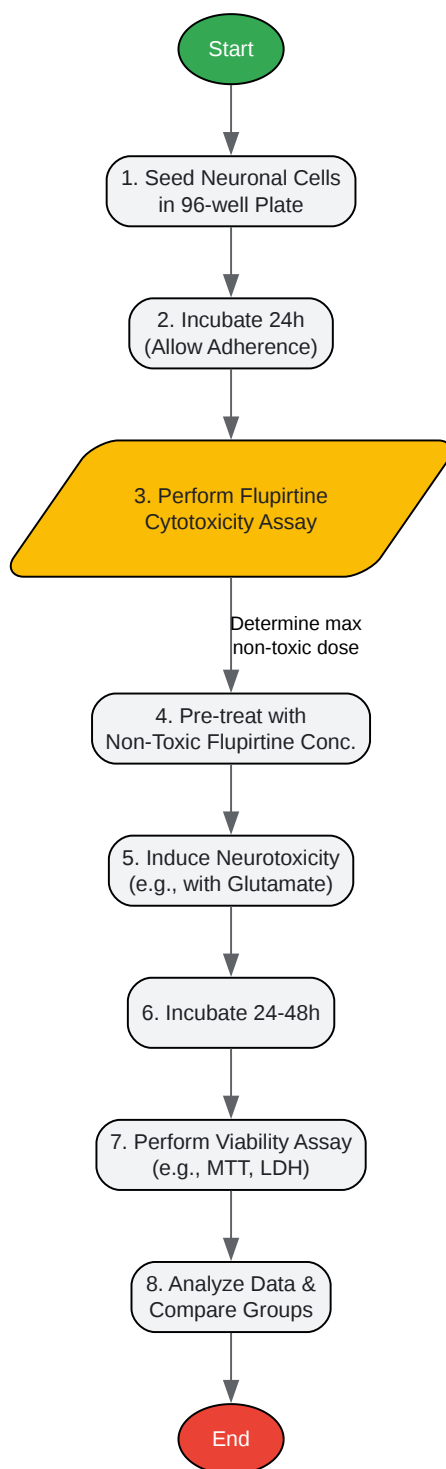 Start
1. Seed Neuronal Cells
in 96-well Plate
2. Incubate 24h
(Allow Adherence)
3. Perform Flupirtine
Cytotoxicity Assay
Determine max
non-toxic dose
4. Pre-treat with
Non-Toxic Flupirtine Conc.
5. Induce Neurotoxicity
(e.g., with Glutamate)
6. Incubate 24-48h
7. Perform Viability Assay
(e.g., MTT, LDH)
8. Analyze Data &
Compare Groups
End